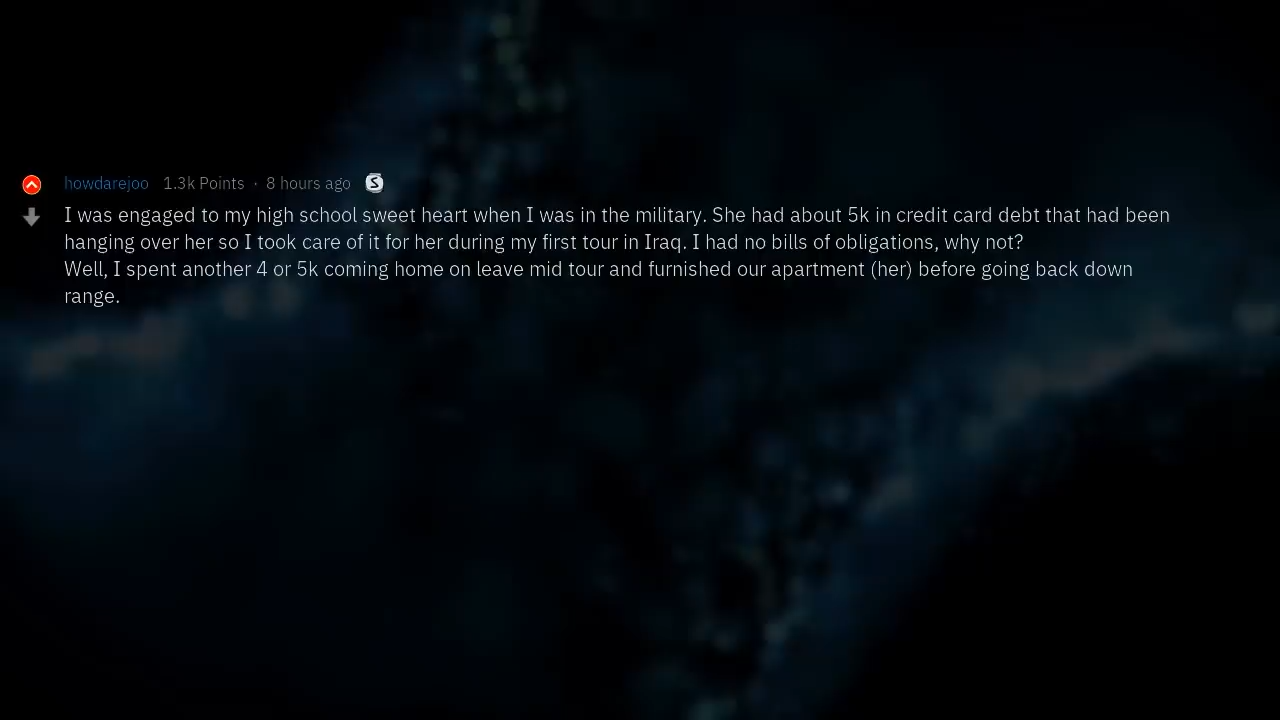 howdarejoo 1.3k Points · 8 hours ago S
I was engaged to my high school sweet heart when I was in the military. She had about 5k in credit card debt that had been
hanging over her so I took care of it for her during my first tour in Iraq. I had no bills of obligations, why not?
Well, I spent another 4 or 5k coming home on leave mid tour and furnished our apartment (her) before going back down
range.